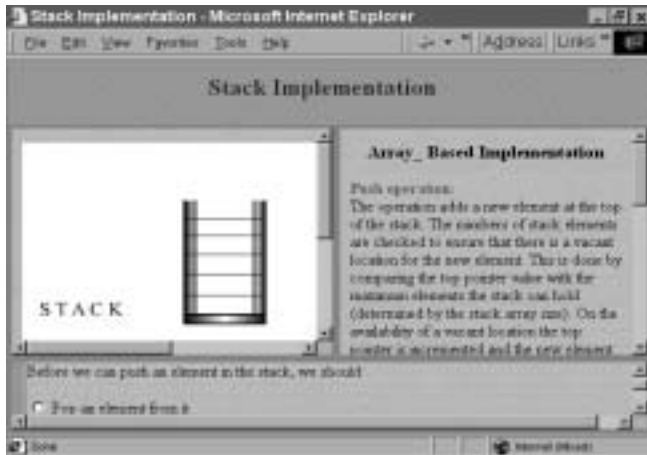 Stack Implementation - Microsoft Internet Explorer
File Edit View Favorites Tools Help
Address Links
Stack Implementation
STACK
Array_ Based Implementation
Push operation:
The operation adds a new element at the top
of the stack. The numbers of stack elements
are checked to ensure that there is a vacant
location for the new element. This is done by
comparing the top pointer value with the
maximum elements the stack can hold
(determined by the stack array size). On the
availability of a vacant location the top
pointer is incremented and the new element
Before we can push an element in the stack, we should
Pop an element from it
Done